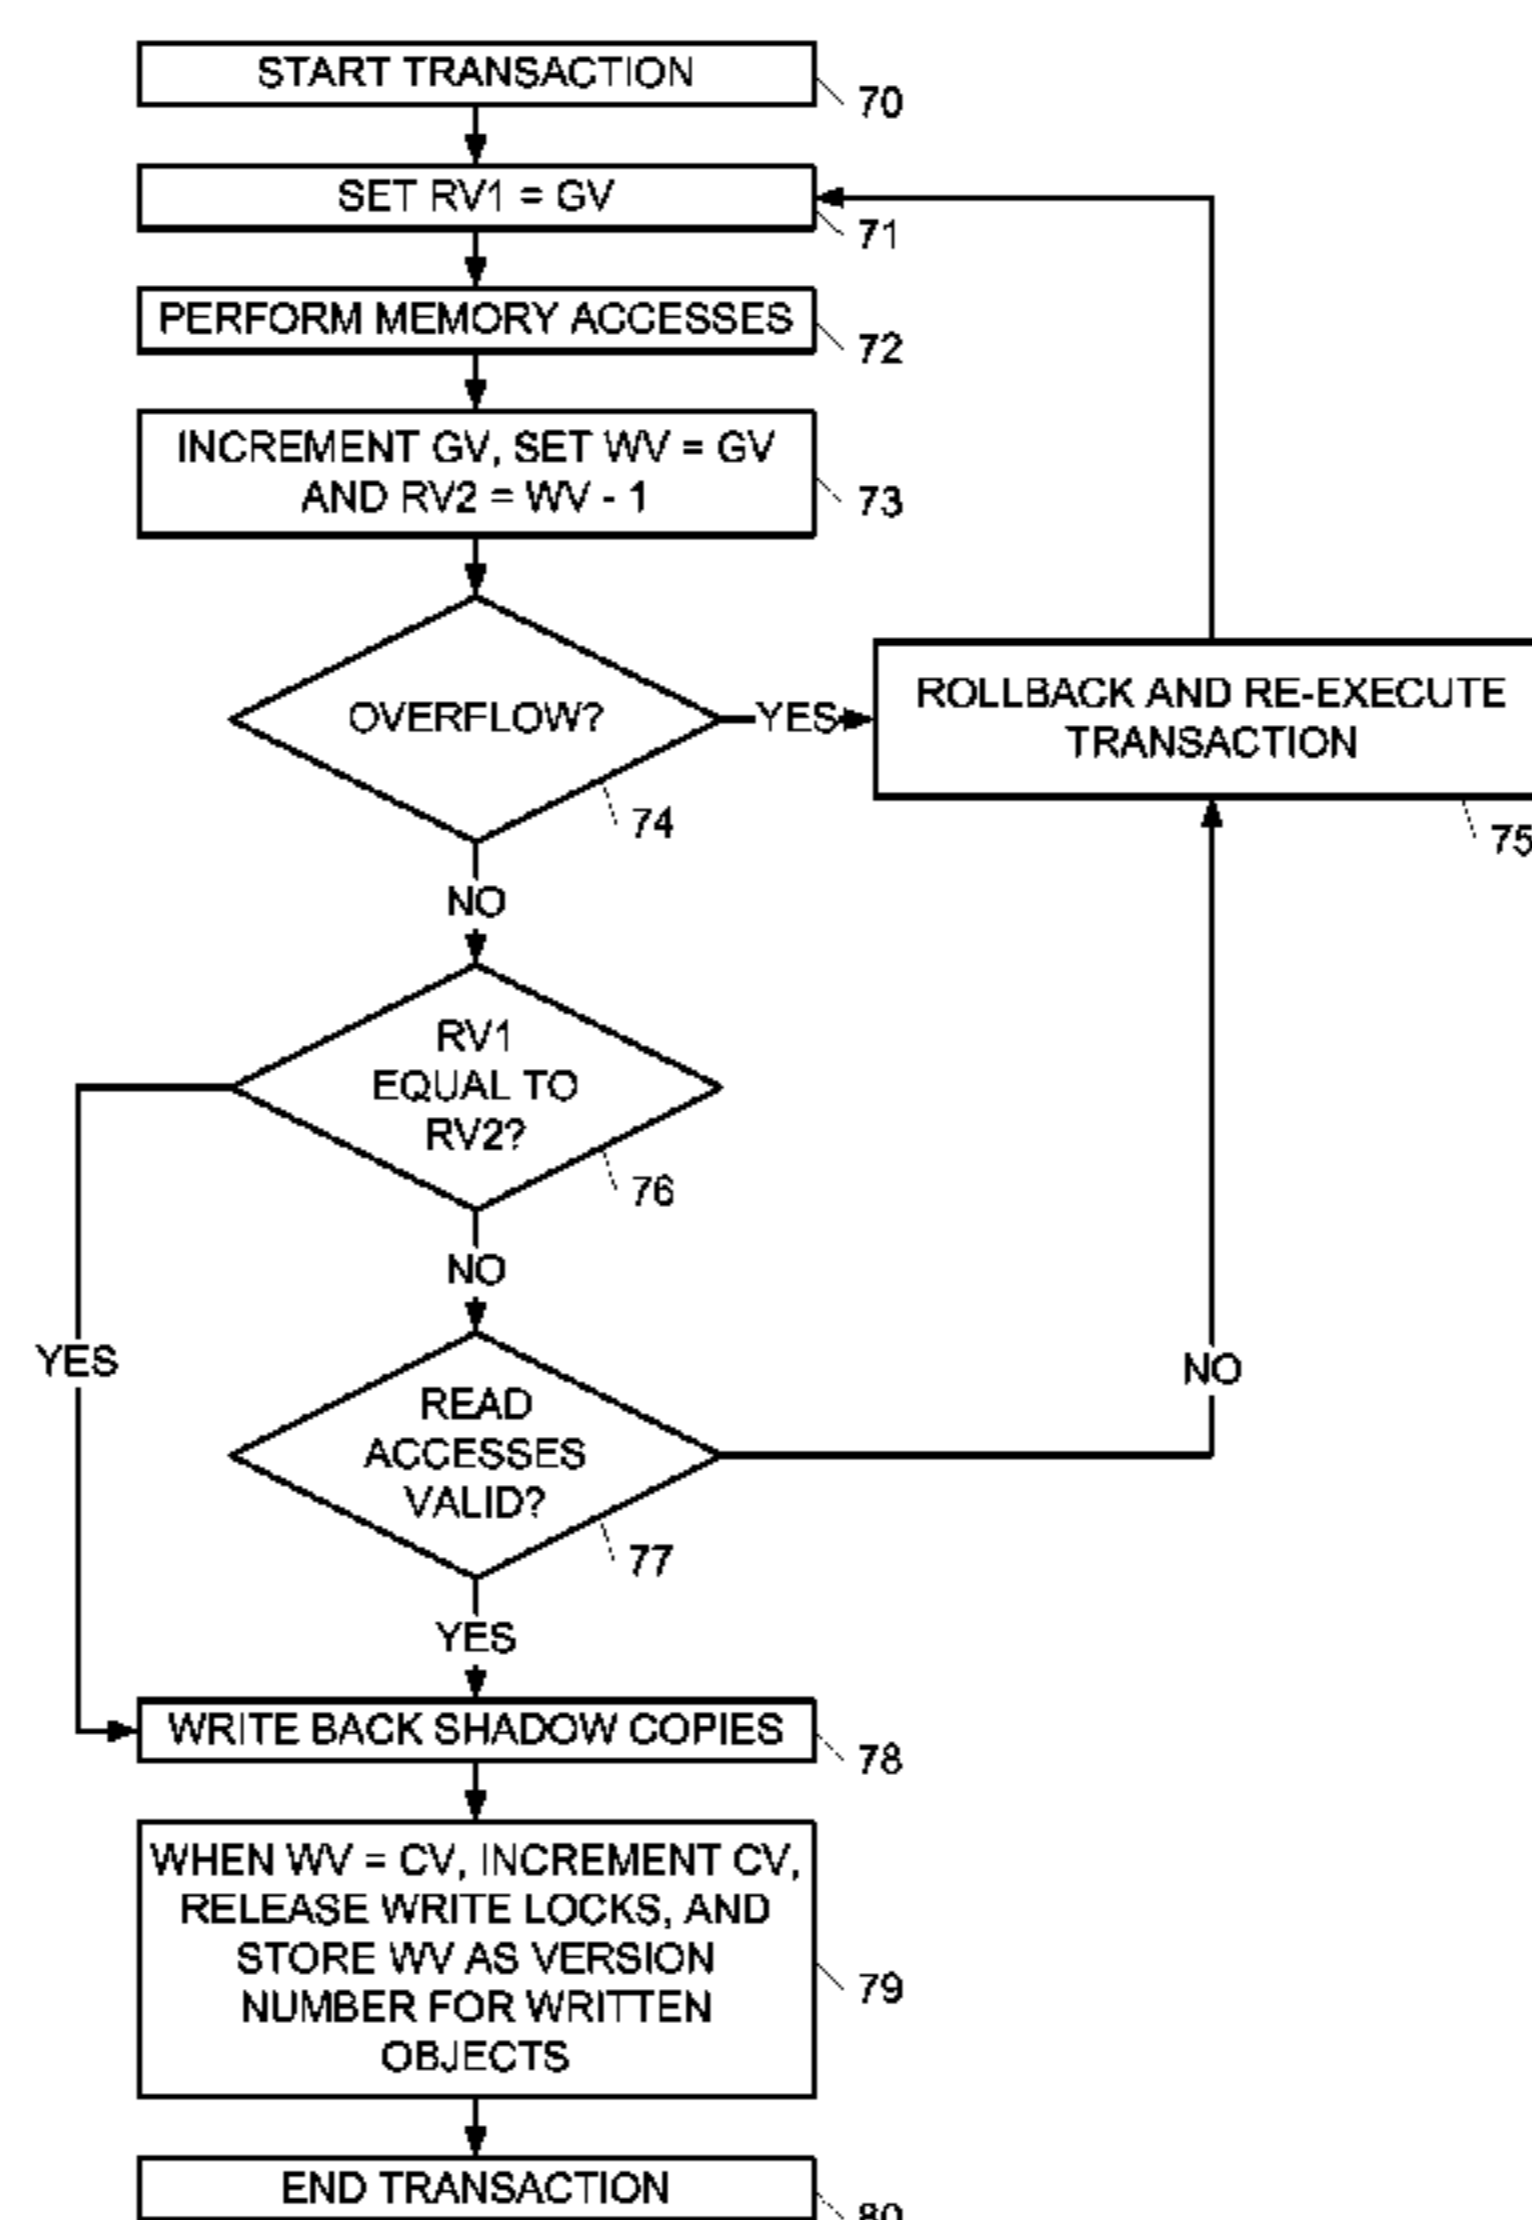 START TRANSACTION
70
SET RV1 = GV
71
PERFORM MEMORY ACCESSES
72
INCREMENT GV, SET WV = GV
AND RV2 = WV - 1
73
OVERFLOW?
YES
74
ROLLBACK AND RE-EXECUTE
TRANSACTION
75
NO
RV1
EQUAL TO
RV2?
76
NO
YES
READ
ACCESSES
VALID?
77
NO
YES
WRITE BACK SHADOW COPIES
78
WHEN WV = CV, INCREMENT CV,
RELEASE WRITE LOCKS, AND
STORE WV AS VERSION
NUMBER FOR WRITTEN
OBJECTS
79
END TRANSACTION
80